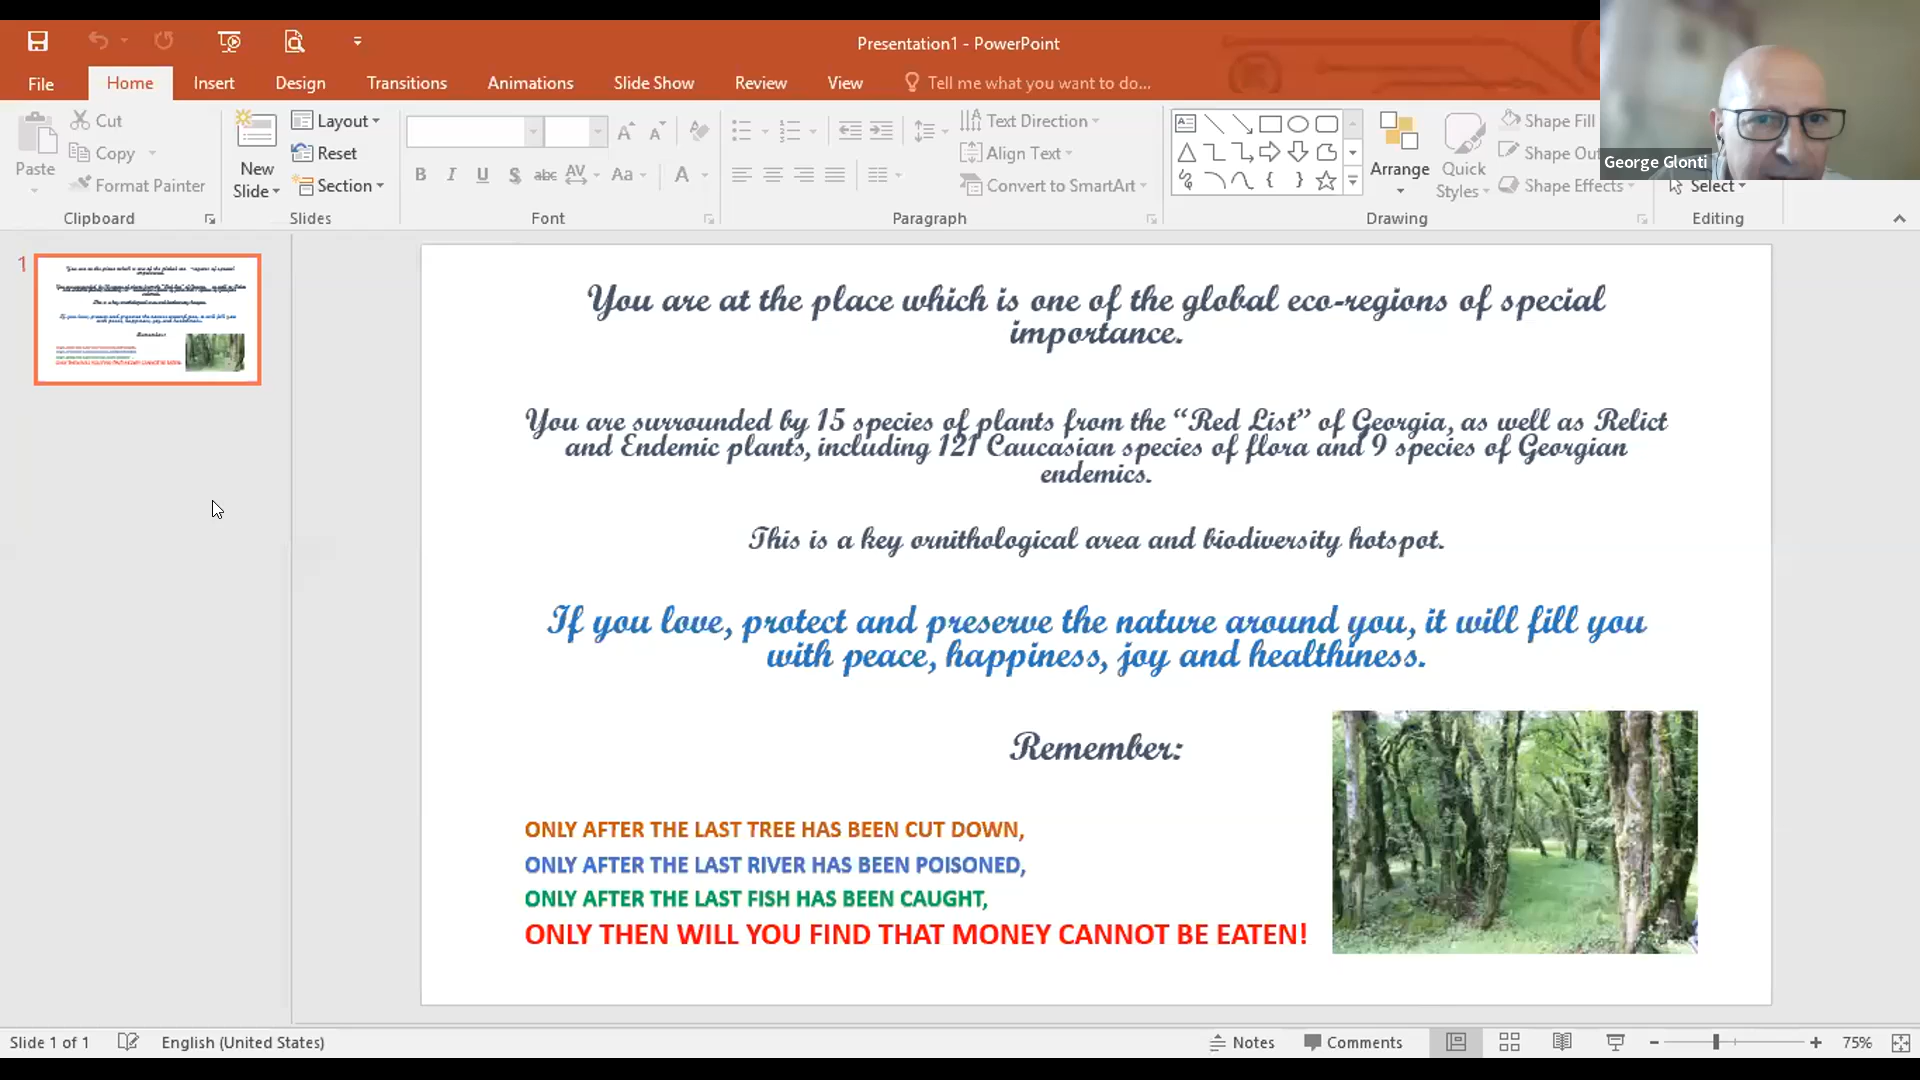 Presentation1 - PowerPoint
File Home Insert Design Transitions Animations Slide Show Review View Tell me what you want to do...
Paste
Cut
Copy
Format Painter
Clipboard
New
Slide
Layout
Reset
Section
Slides
B I U S abc AV Aa A
Font
Text Direction
Align Text
Convert to SmartArt
Paragraph
Arrange
Quick
Styles
Shape Fill
Shape Effects
Drawing
Select
Editing
George Glonti
1
You are at the place which is one of the global eco-regions of special
importance.
You are surrounded by 15 species of plants from the “Red List” of Georgia, as well as Relict
and Endemic plants, including 121 Caucasian species of flora and 9 species of Georgian
endemics.
This is a key ornithological area and biodiversity hotspot.
If you love, protect and preserve the nature around you, it will fill you
with peace, happiness, joy and healthiness.
Remember:
ONLY AFTER THE LAST TREE HAS BEEN CUT DOWN,
ONLY AFTER THE LAST RIVER HAS BEEN POISONED,
ONLY AFTER THE LAST FISH HAS BEEN CAUGHT,
ONLY THEN WILL YOU FIND THAT MONEY CANNOT BE EATEN!
Slide 1 of 1 English (United States) Notes Comments 75%